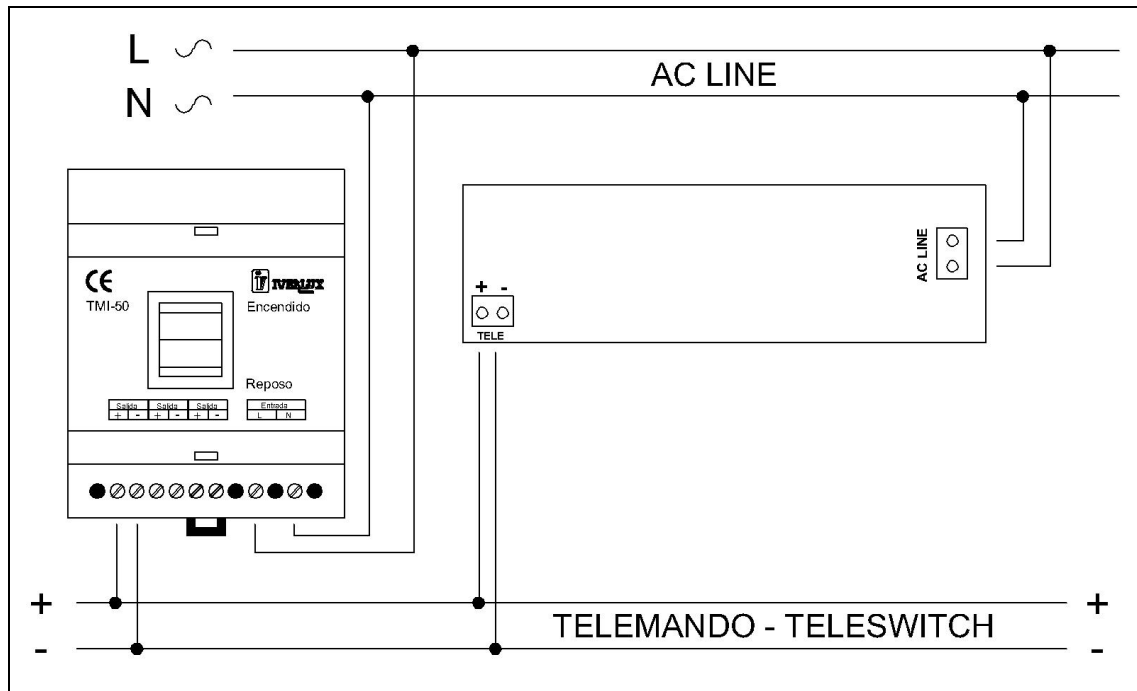 L
AC LINE
N
CE
IVERLUX
TMI-50
Encendido
Reposo
Salida Salida Salida Entrada
+ - + - + - L N
AC LINE
+ -
TELE
+ +
TELEMANDO - TELESWITCH
- -